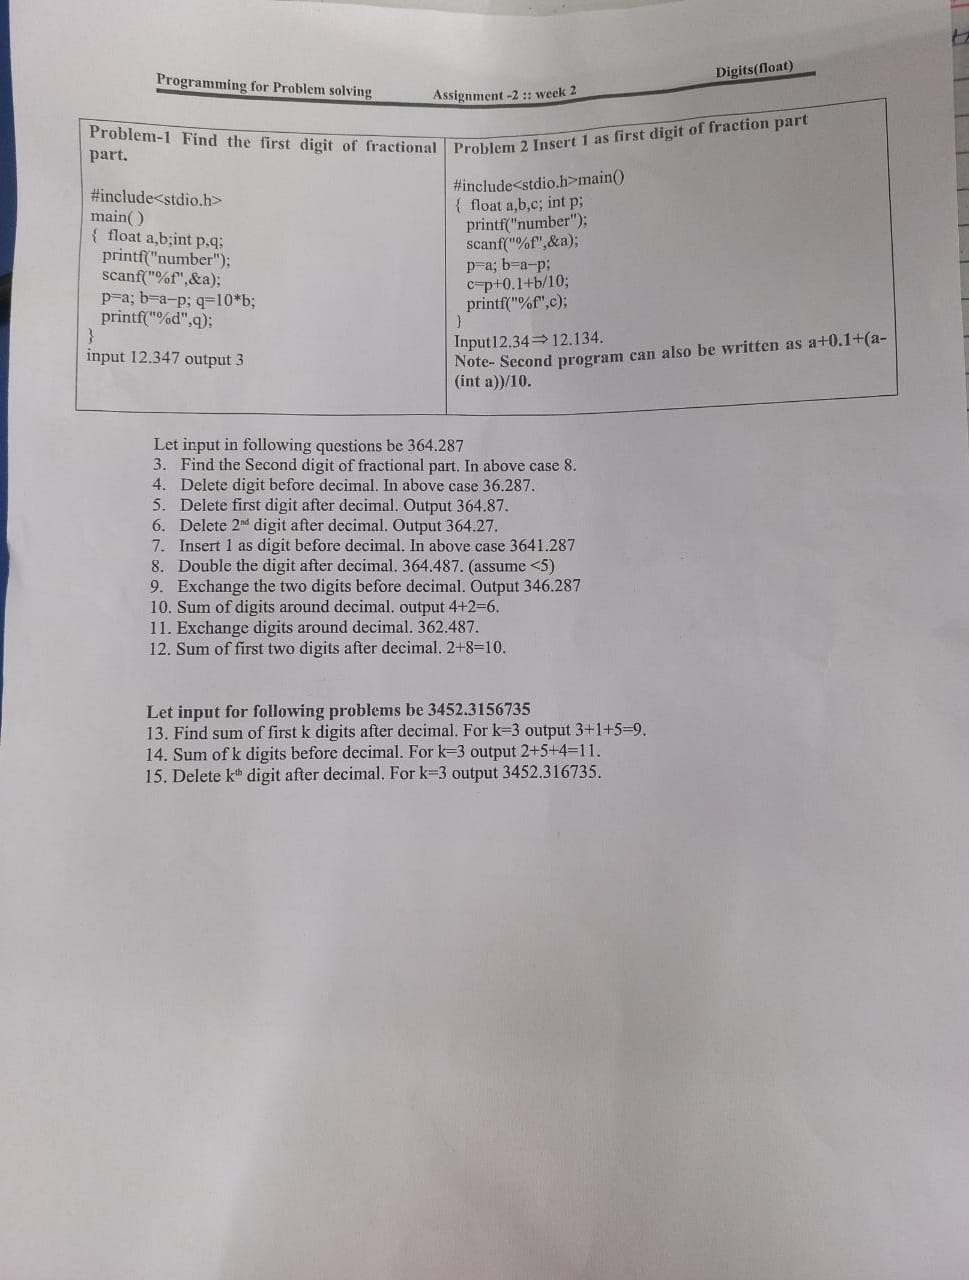 Programming for Problem solving Assignment -2 :: week 2 Digits(float)
Problem-1 Find the first digit of fractional
part.
#include<stdio.h>
main( )
{ float a,b;int p,q;
printf("number");
scanf("%f",&a);
p=a; b=a-p; q=10*b;
printf("%d",q);
}
input 12.347 output 3
Problem 2 Insert 1 as first digit of fraction part
#include<stdio.h>main()
{ float a,b,c; int p;
printf("number");
scanf("%f",&a);
p=a; b=a-p;
c=p+0.1+b/10;
printf("%f",c);
}
Input12.34⇒12.134.
Note- Second program can also be written as a+0.1+(a-
(int a))/10.
Let input in following questions be 364.287
3. Find the Second digit of fractional part. In above case 8.
4. Delete digit before decimal. In above case 36.287.
5. Delete first digit after decimal. Output 364.87.
6. Delete 2nd digit after decimal. Output 364.27.
7. Insert 1 as digit before decimal. In above case 3641.287
8. Double the digit after decimal. 364.487. (assume <5)
9. Exchange the two digits before decimal. Output 346.287
10. Sum of digits around decimal. output 4+2=6.
11. Exchange digits around decimal. 362.487.
12. Sum of first two digits after decimal. 2+8=10.
Let input for following problems be 3452.3156735
13. Find sum of first k digits after decimal. For k=3 output 3+1+5=9.
14. Sum of k digits before decimal. For k=3 output 2+5+4=11.
15. Delete kth digit after decimal. For k=3 output 3452.316735.